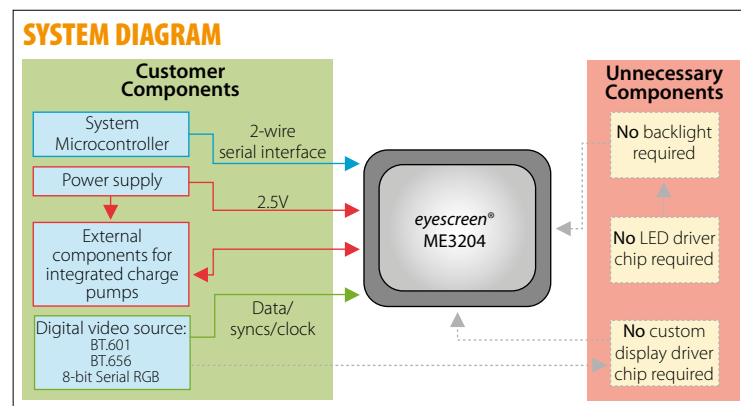 SYSTEM DIAGRAM
Customer
Components
System
Microcontroller
2-wire
serial interface
Power supply
2.5V
External
components for
integrated charge
pumps
Digital video source:
BT.601
BT.656
8-bit Serial RGB
Data/
syncs/clock
eyescreen®
ME3204
Unnecessary
Components
No backlight
required
No LED driver
chip required
No custom
display driver
chip required